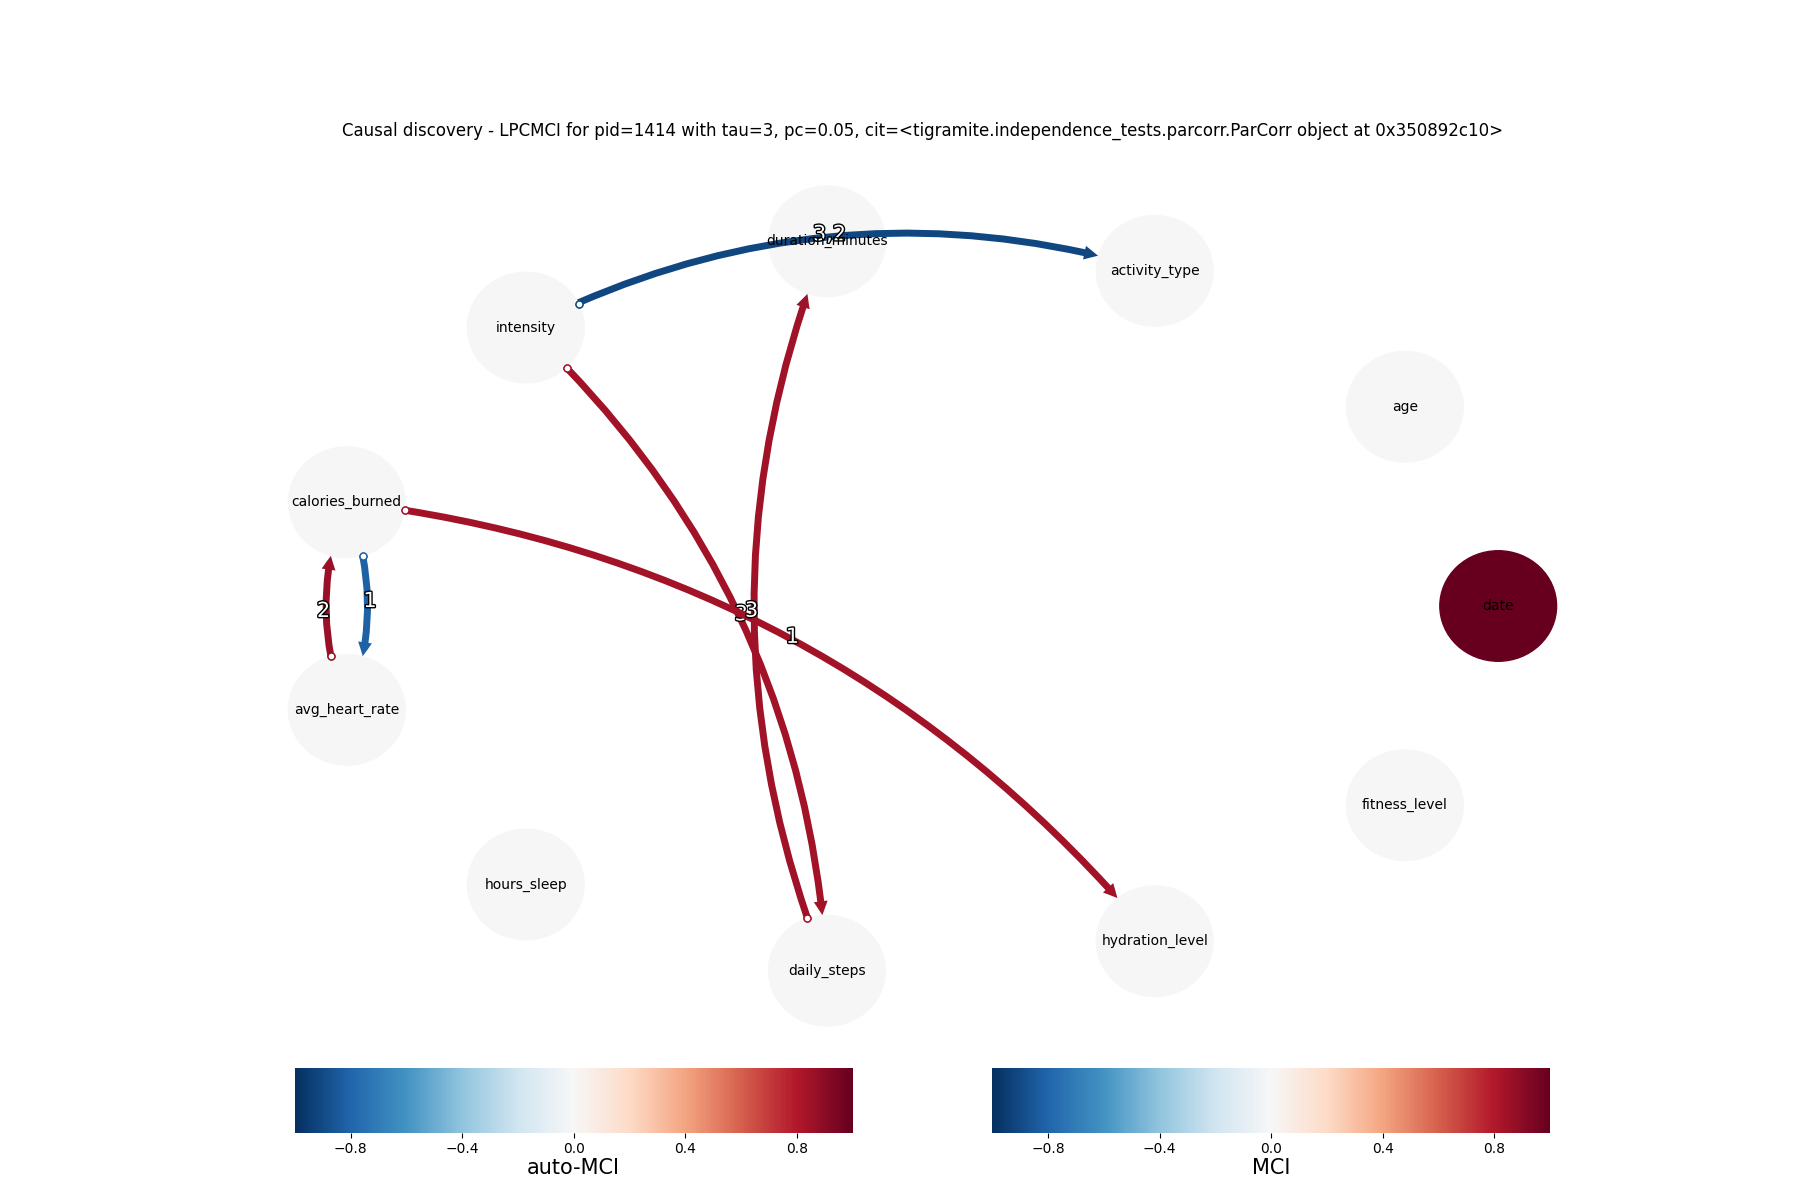 Causal discovery - LPCMCI for pid=1414 with tau=3, pc=0.05, cit=<tigramite.independence_tests.parcorr.ParCorr object at 0x350892c10>
3,2
duration_minutes
activity_type
intensity
age
calories_burned
1
2
3
3
1
date
avg_heart_rate
fitness_level
hours_sleep
hydration_level
daily_steps
−0.8 −0.4 0.0 0.4 0.8
auto-MCI
−0.8 −0.4 0.0 0.4 0.8
MCI